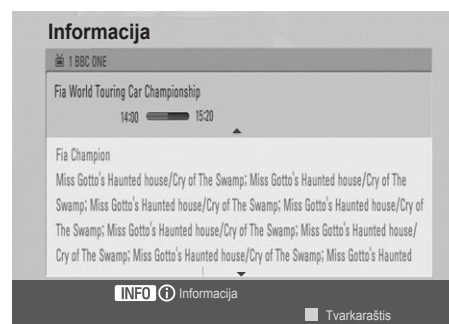 Informacija
1 BBC ONE
Fia World Touring Car Championship
14:00 15:20
Fia Champion
Miss Gotto's Haunted house/Cry of The Swamp; Miss Gotto's Haunted house/Cry of The
Swamp; Miss Gotto's Haunted house/Cry of The Swamp; Miss Gotto's Haunted house/Cry of
The Swamp; Miss Gotto's Haunted house/Cry of The Swamp; Miss Gotto's Haunted house/
Cry of The Swamp; Miss Gotto's Haunted house/Cry of The Swamp; Miss Gotto's Haunted
INFO i Informacija
Tvarkaraštis